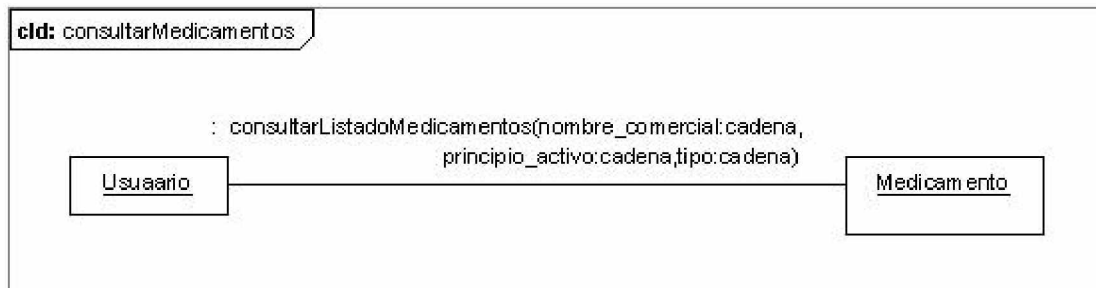 cld: consultarMedicamentos
: consultarListadoMedicamentos(nombre_comercial:cadena,
principio_activo:cadena,tipo:cadena)
Usuaario
Medicamento